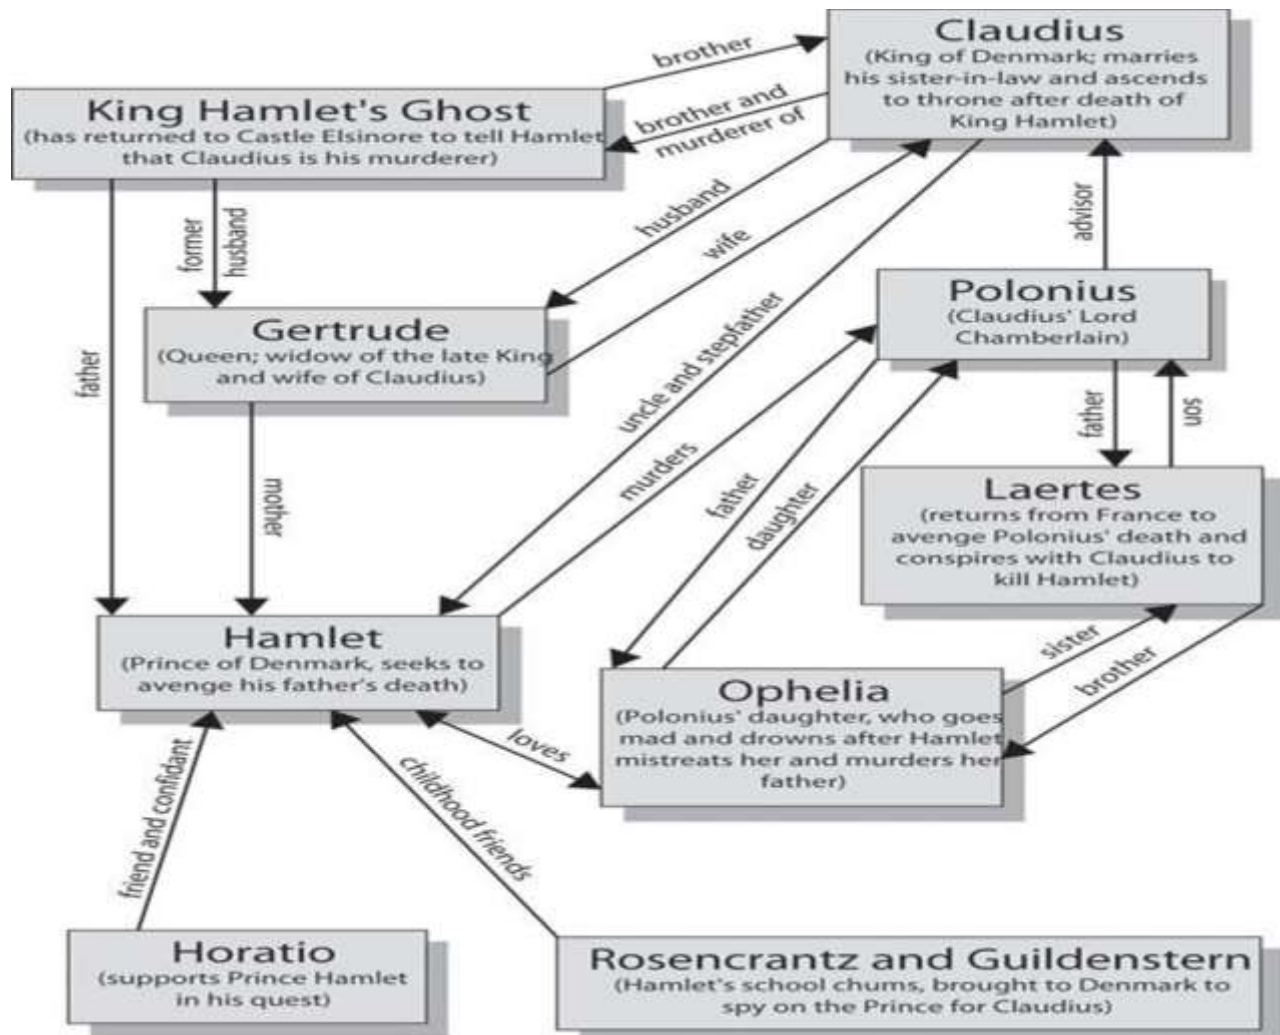 Claudius
(King of Denmark; marries
his sister-in-law and ascends
to throne after death of
King Hamlet)
brother
King Hamlet's Ghost
(has returned to Castle Elsinore to tell Hamlet
that Claudius is his murderer)
brother and
murderer of
husband
wife
advisor
former
husband
Polonius
(Claudius' Lord
Chamberlain)
Gertrude
(Queen; widow of the late King
and wife of Claudius)
father
uncle and stepfather
father
son
murders
mother
father
daughter
Laertes
(returns from France to
avenge Polonius' death and
conspires with Claudius to
kill Hamlet)
Hamlet
(Prince of Denmark, seeks to
avenge his father's death)
sister
brother
Ophelia
(Polonius' daughter, who goes
mad and drowns after Hamlet
mistreats her and murders her
father)
loves
friend and confidant
childhood friends
Horatio
(supports Prince Hamlet
in his quest)
Rosencrantz and Guildenstern
(Hamlet's school chums, brought to Denmark to
spy on the Prince for Claudius)